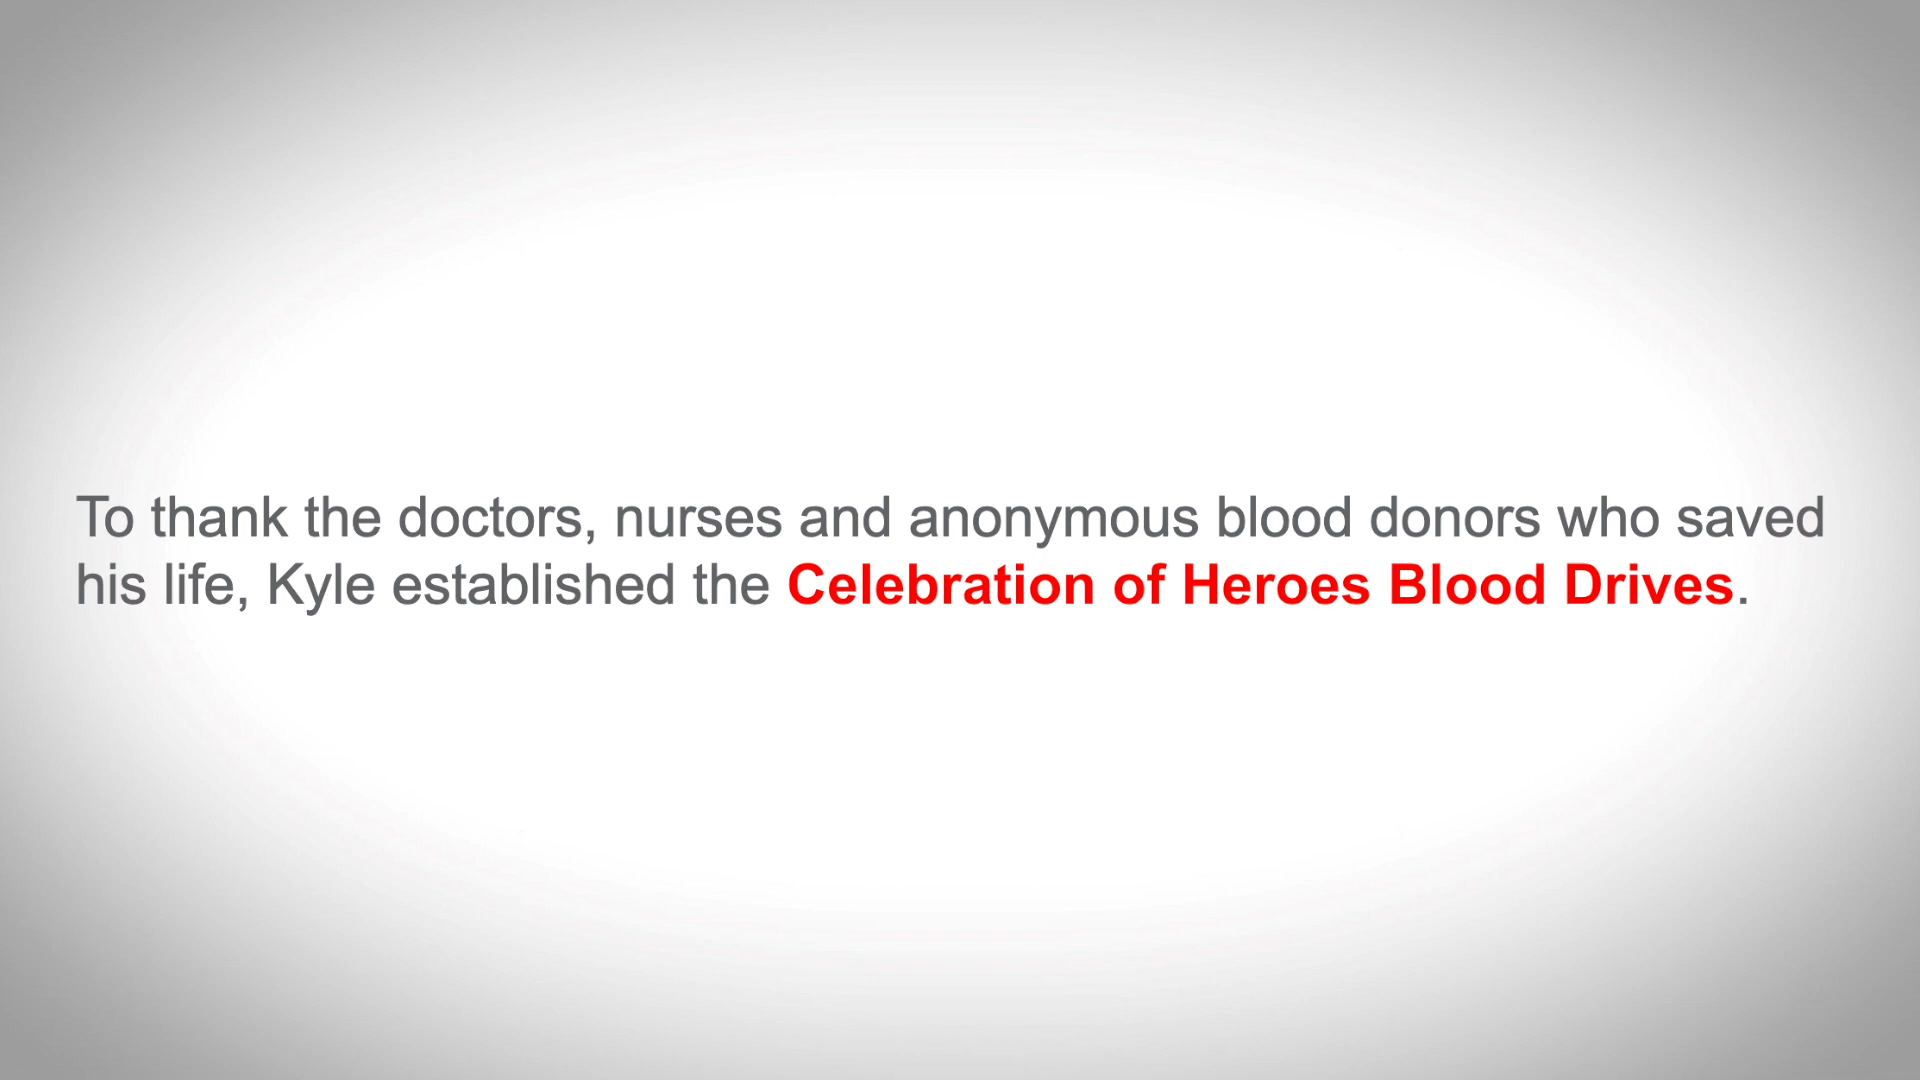 To thank the doctors, nurses and anonymous blood donors who saved
his life, Kyle established the Celebration of Heroes Blood Drives.